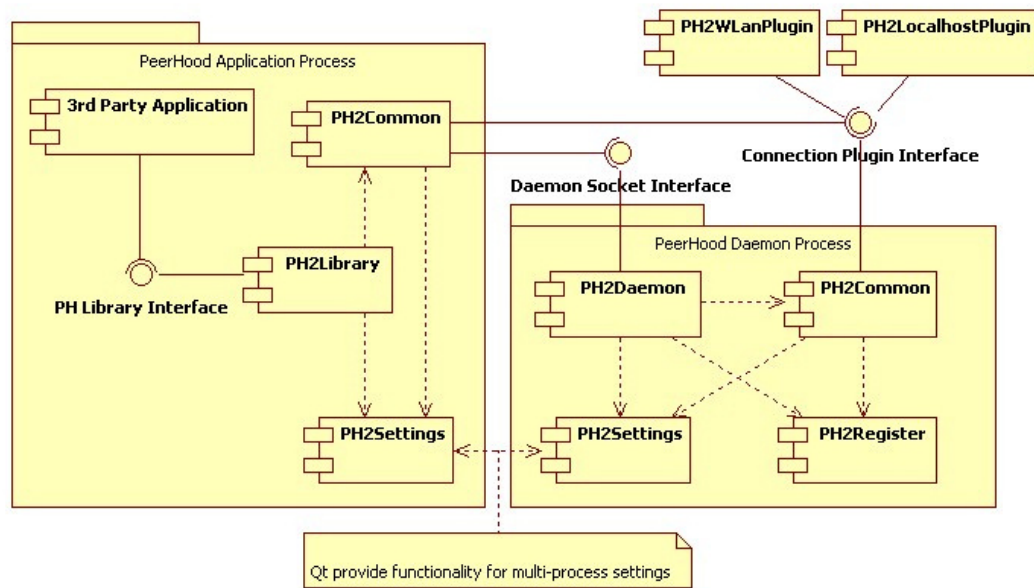 PH2WLanPlugin
PH2LocalhostPlugin
PeerHood Application Process
3rd Party Application
PH2Common
Connection Plugin Interface
Daemon Socket Interface
PeerHood Daemon Process
PH2Library
PH Library Interface
PH2Daemon
PH2Common
PH2Settings
PH2Settings
PH2Register
Qt provide functionality for multi-process settings